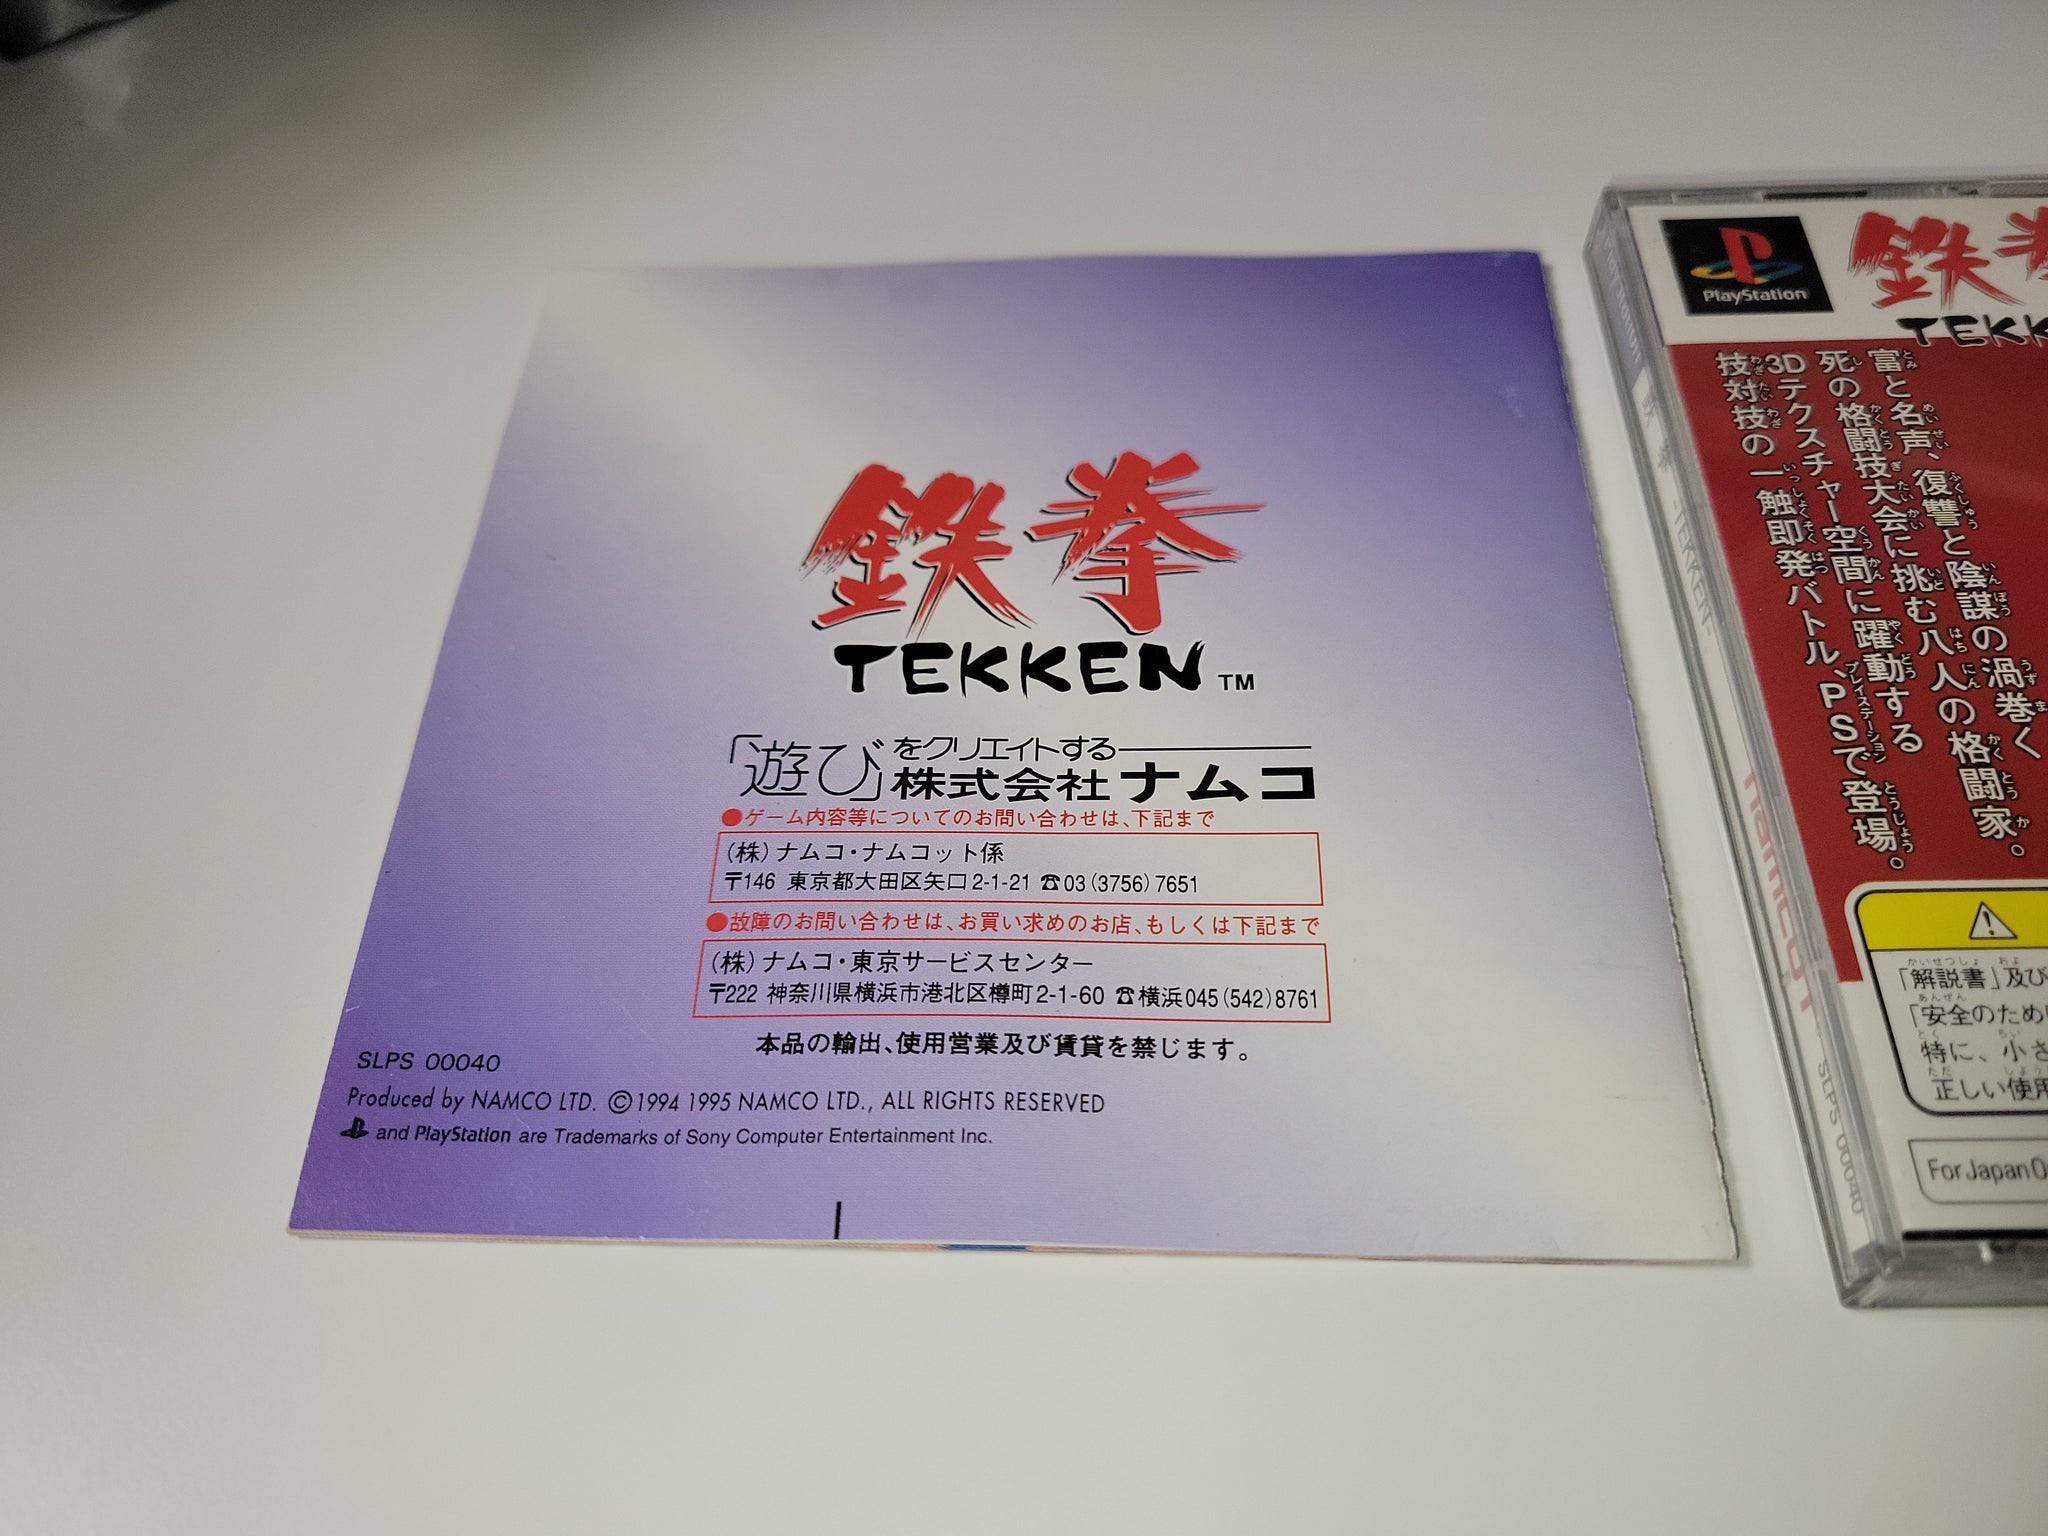 鉄拳
TEKKEN TM
「遊び」をクリエイトする
株式会社ナムコ
●ゲーム内容等についてのお問い合わせは、下記まで
(株)ナムコ・ナムコット係
〒146 東京都大田区矢口2-1-21 ☎03(3756)7651
●故障のお問い合わせは、お買い求めのお店、もしくは下記まで
(株)ナムコ・東京サービスセンター
〒222 神奈川県横浜市港北区樽町2-1-60 ☎横浜045(542)8761
本品の輸出、使用営業及び賃貸を禁じます。
SLPS 00040
Produced by NAMCO LTD. ©1994 1995 NAMCO LTD., ALL RIGHTS RESERVED
and PlayStation are Trademarks of Sony Computer Entertainment Inc.
PlayStation
鉄拳
TEKK
富と名声、復讐と陰謀の渦巻く
死の格闘技大会に挑む八人の格闘家。
3Dテクスチャー空間に躍動する
技対技の一触即発バトル、PSで登場。
鉄拳 -TEKKEN-
namcot
SLPS 00040
「解説書」及び
「安全のため
特に、小さ
正しい使用
For Japan O